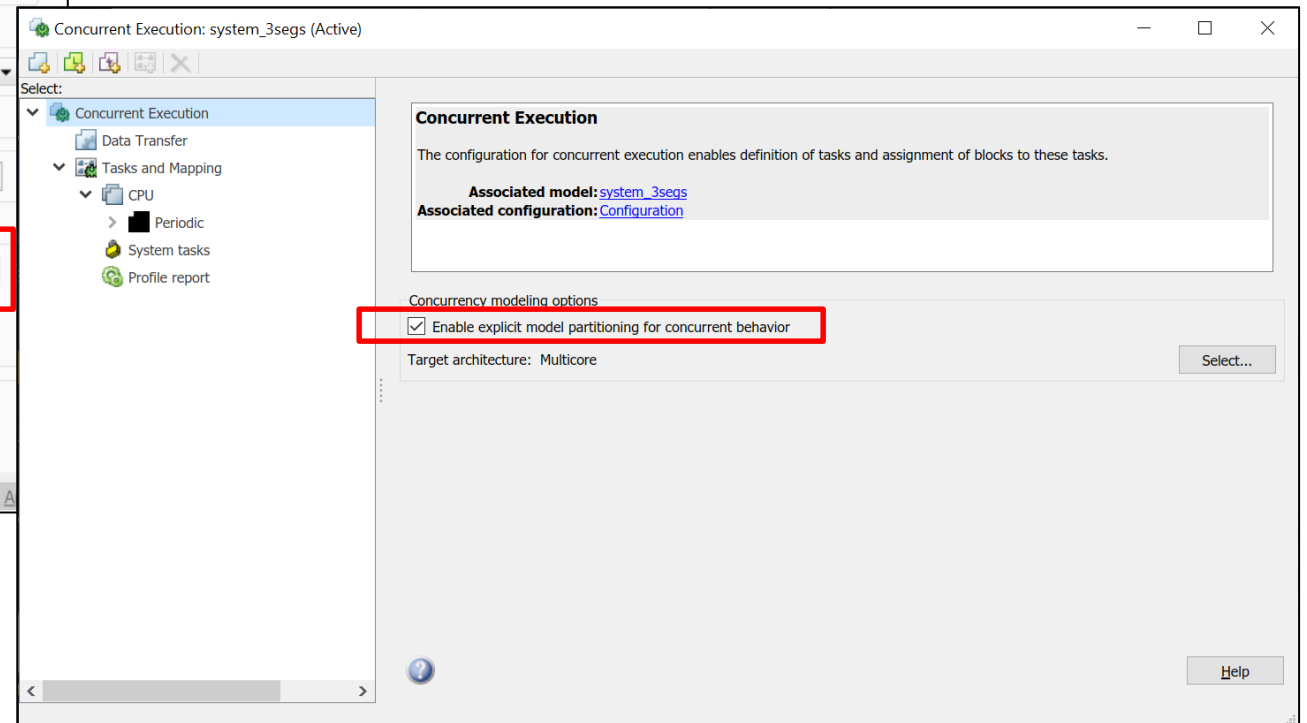 Concurrent Execution: system_3segs (Active)
Select:
Concurrent Execution
Data Transfer
Tasks and Mapping
CPU
Periodic
System tasks
Profile report
Concurrent Execution
The configuration for concurrent execution enables definition of tasks and assignment of blocks to these tasks.
Associated model: system_3segs
Associated configuration: Configuration
Concurrency modeling options
Enable explicit model partitioning for concurrent behavior
Target architecture: Multicore
Select...
A
Help